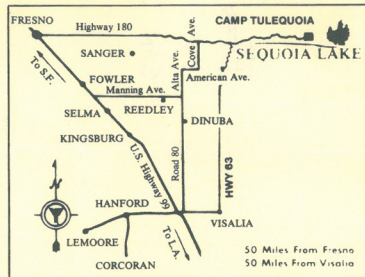 FRESNO
Highway 180
Cove Ave.
CAMP TULEQUOIA
SEQUOIA LAKE
SANGER
To S.F.
FOWLER
Alta Ave.
American Ave.
Manning Ave.
REEDLEY
SELMA
DINUBA
KINGSBURG
U.S. Highway 99
Road 80
HWY 63
N
HANFORD
VISALIA
LEMOORE
To L.A.
CORCORAN
50 Miles From Fresno
50 Miles From Visalia